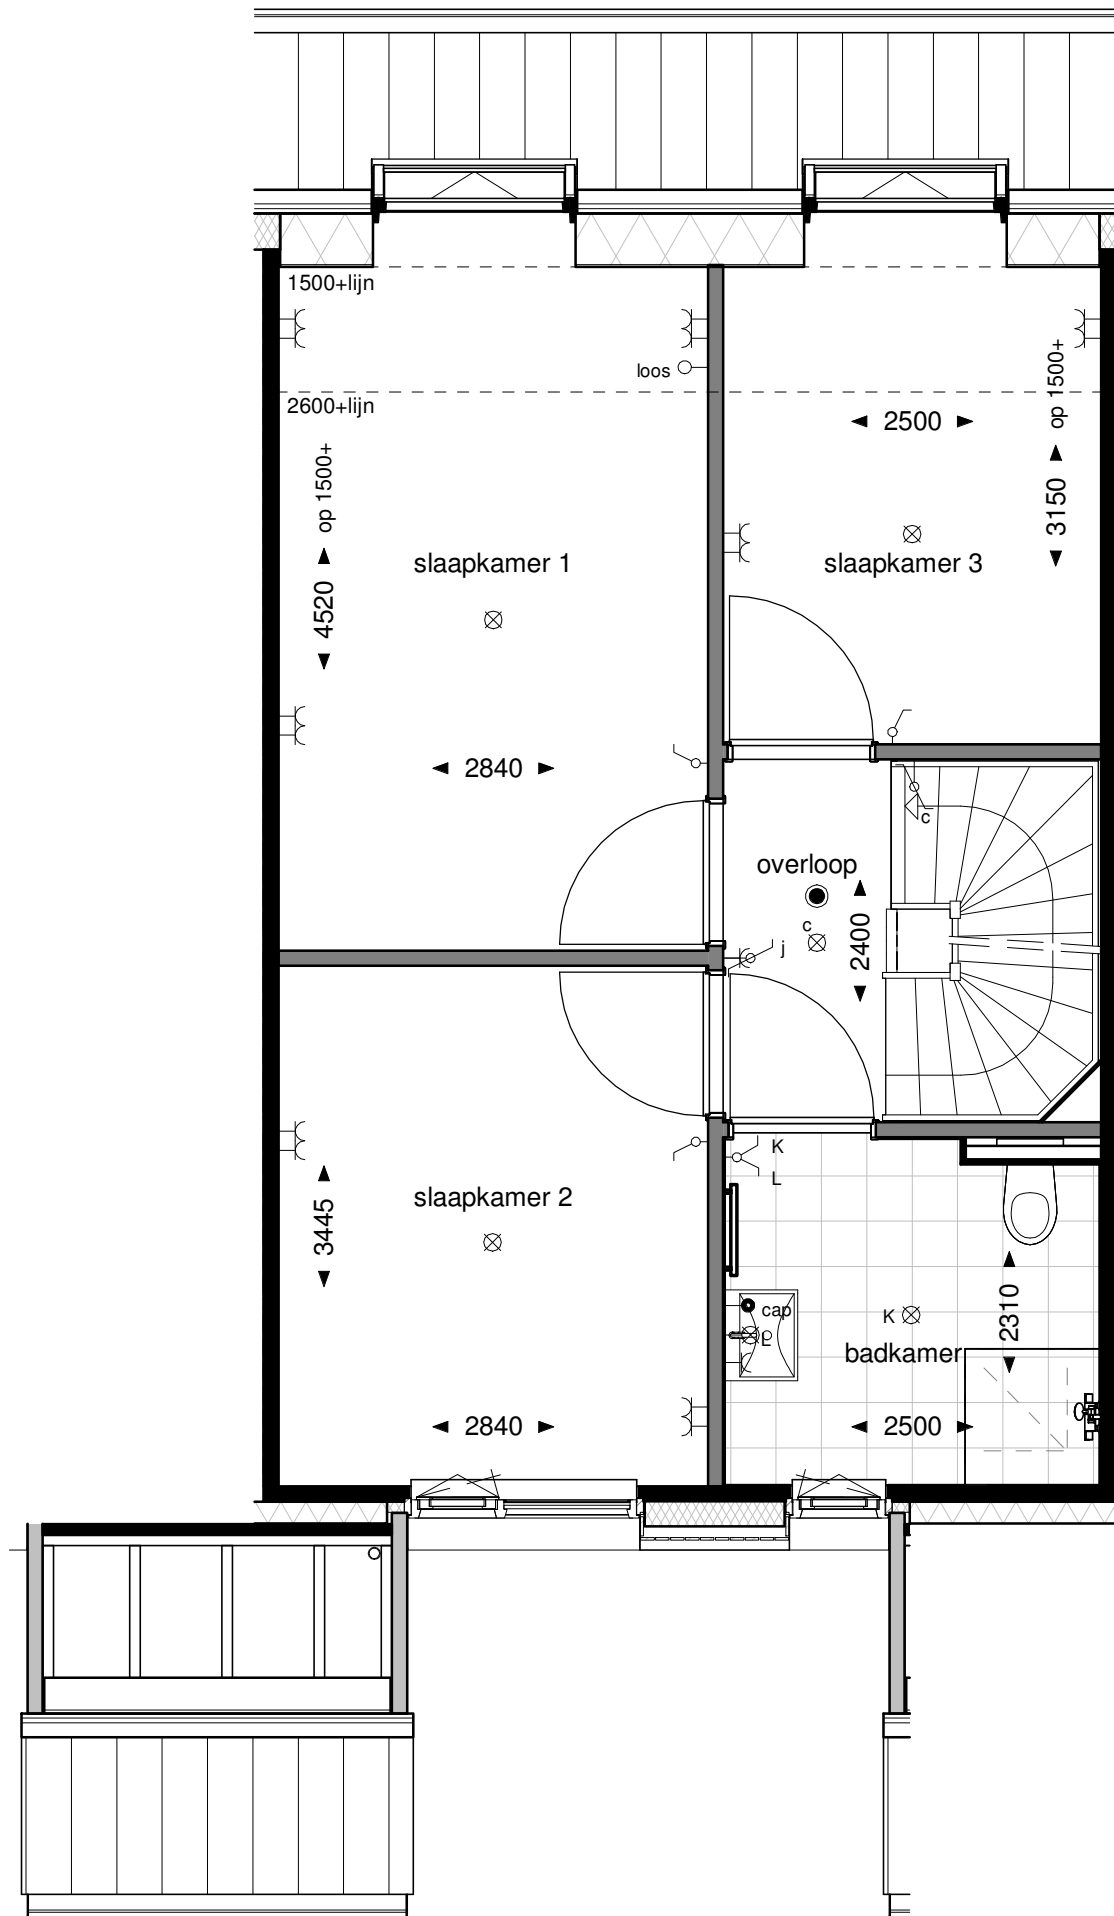 1500+lijn
loos
2600+lijn
op 1500+
4520
2500
op 1500+
3150
slaapkamer 1
slaapkamer 3
2840
c
overloop
c
j
2400
K
L
slaapkamer 2
3445
cap
L
K
badkamer
2310
2840
2500